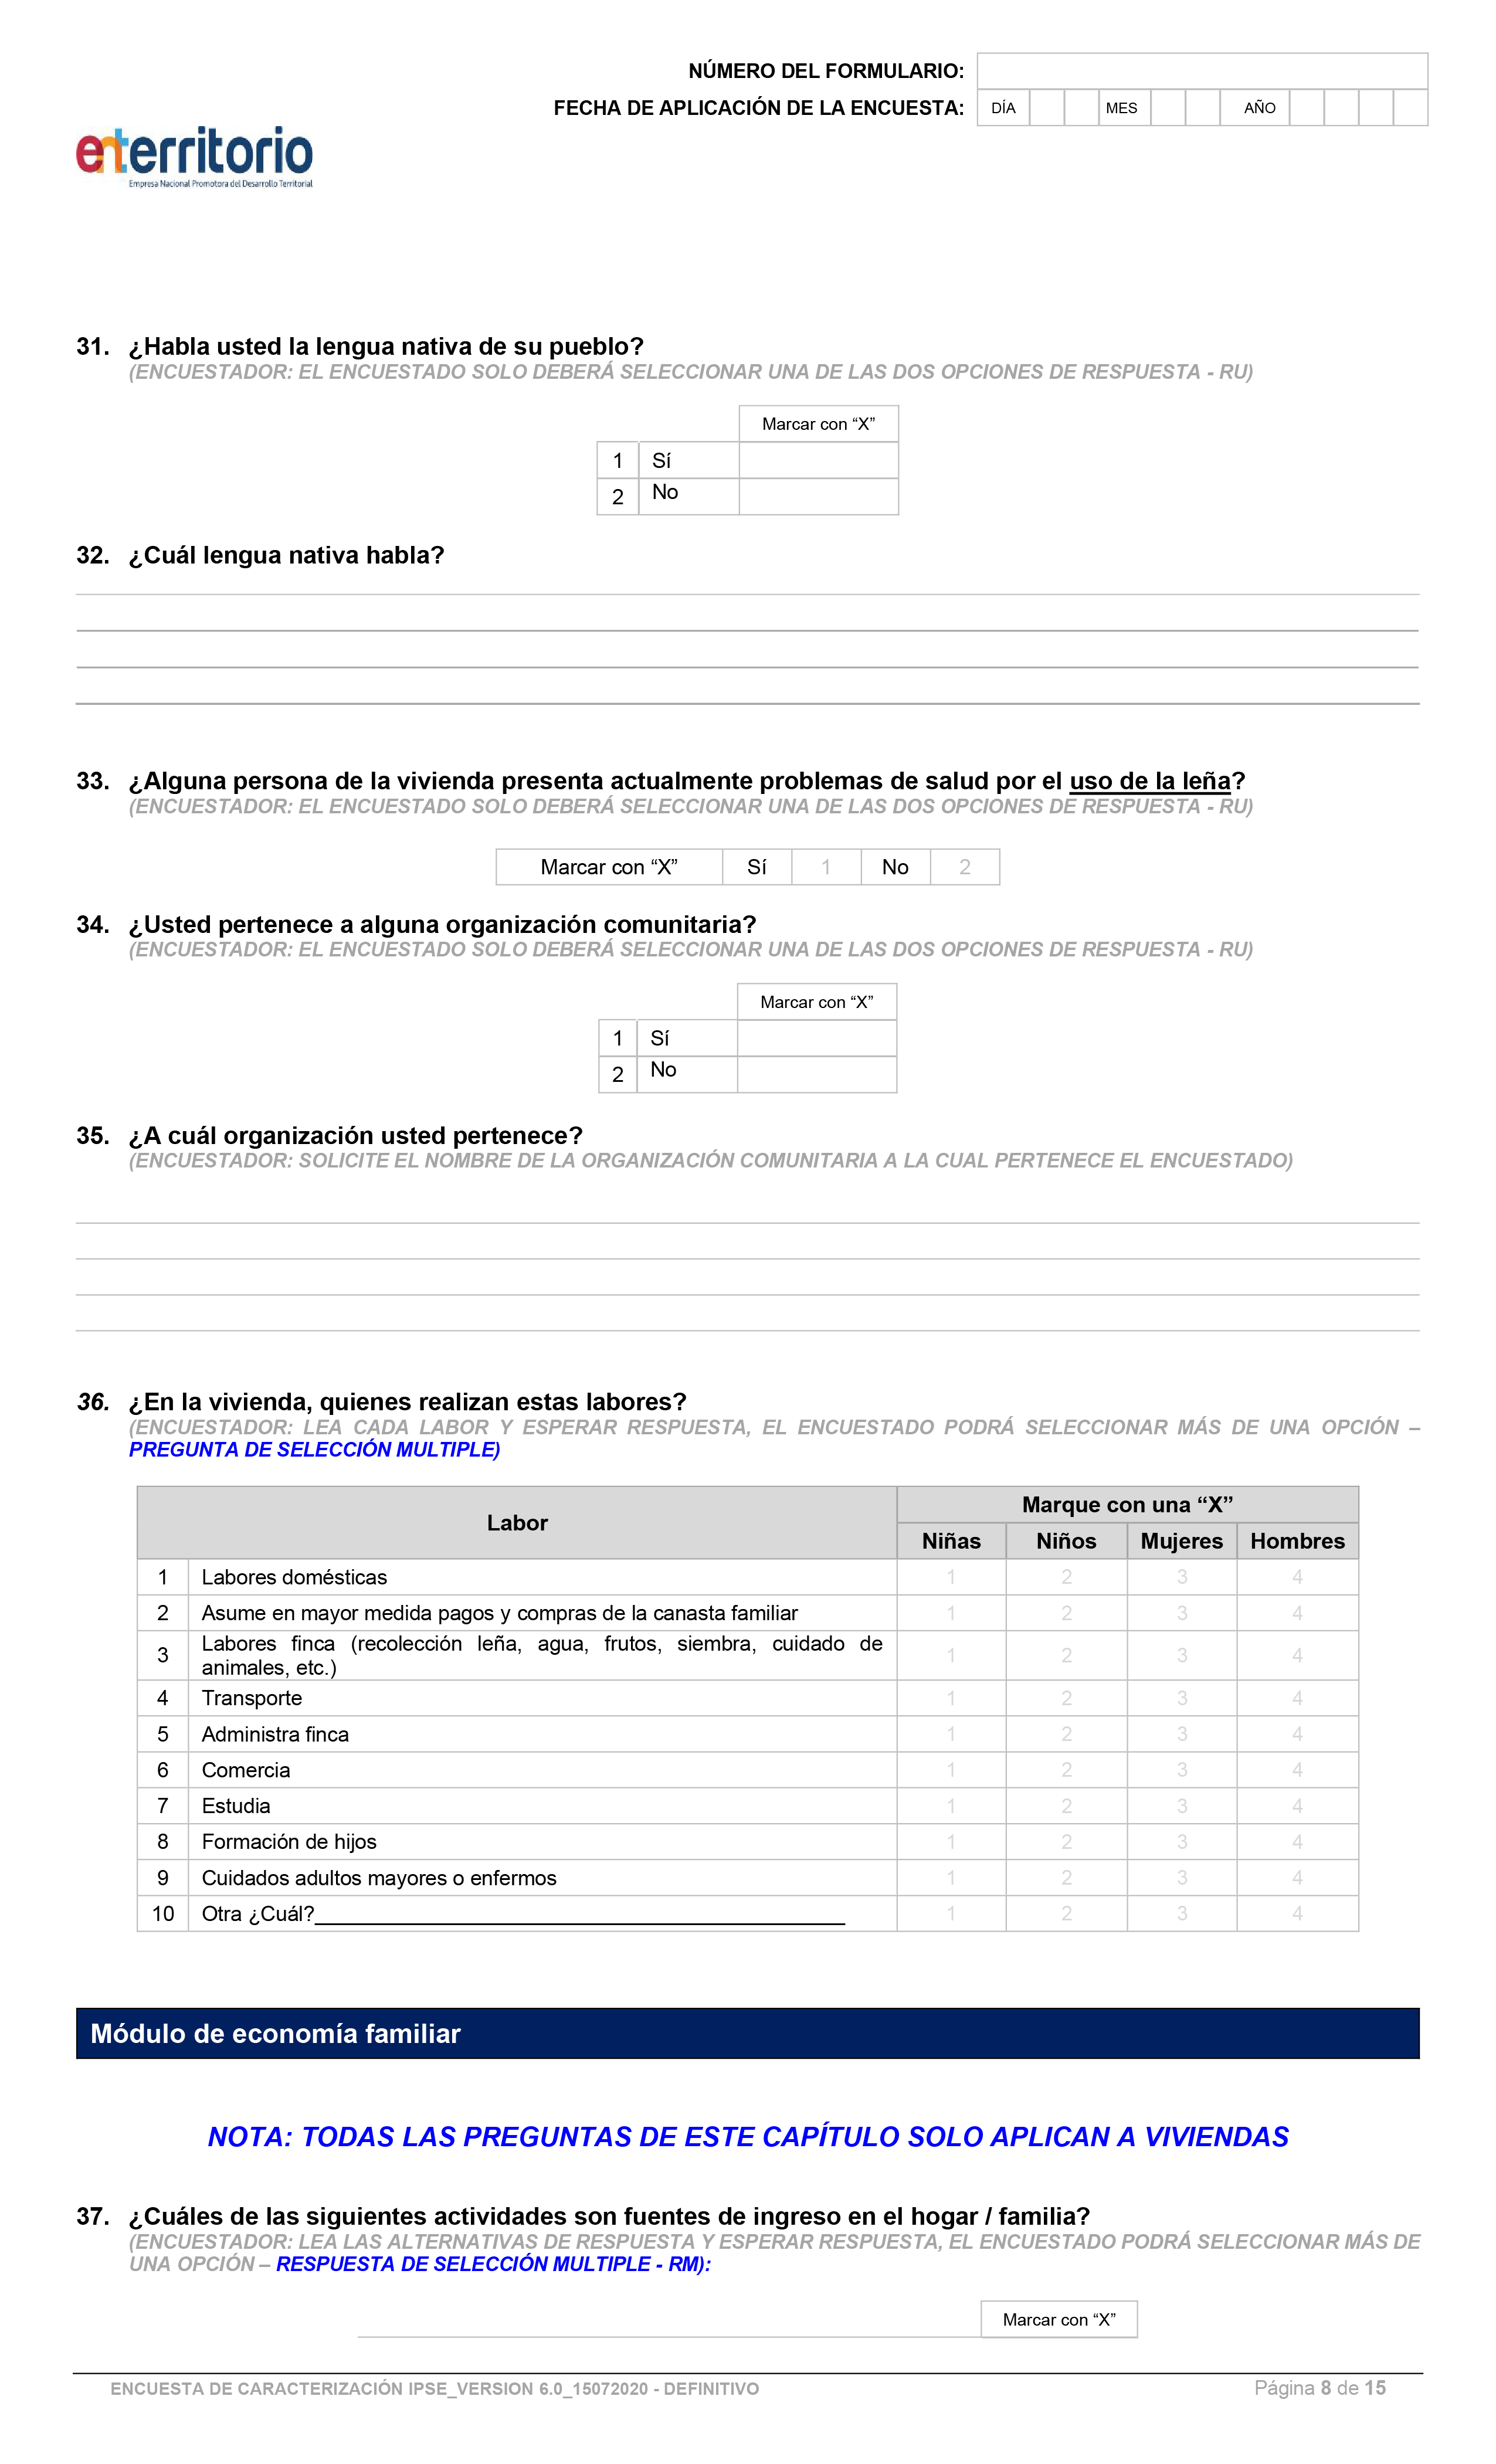 NÚMERO DEL FORMULARIO:
FECHA DE APLICACIÓN DE LA ENCUESTA: DÍA MES AÑO
enterritorio
Empresa Nacional Promotora del Desarrollo Territorial
31. ¿Habla usted la lengua nativa de su pueblo?
(ENCUESTADOR: EL ENCUESTADO SOLO DEBERÁ SELECCIONAR UNA DE LAS DOS OPCIONES DE RESPUESTA - RU)
Marcar con “X”
1 Sí
2 No
32. ¿Cuál lengua nativa habla?
33. ¿Alguna persona de la vivienda presenta actualmente problemas de salud por el uso de la leña?
(ENCUESTADOR: EL ENCUESTADO SOLO DEBERÁ SELECCIONAR UNA DE LAS DOS OPCIONES DE RESPUESTA - RU)
Marcar con “X” Sí 1 No 2
34. ¿Usted pertenece a alguna organización comunitaria?
(ENCUESTADOR: EL ENCUESTADO SOLO DEBERÁ SELECCIONAR UNA DE LAS DOS OPCIONES DE RESPUESTA - RU)
Marcar con “X”
1 Sí
2 No
35. ¿A cuál organización usted pertenece?
(ENCUESTADOR: SOLICITE EL NOMBRE DE LA ORGANIZACIÓN COMUNITARIA A LA CUAL PERTENECE EL ENCUESTADO)
36. ¿En la vivienda, quienes realizan estas labores?
(ENCUESTADOR: LEA CADA LABOR Y ESPERAR RESPUESTA, EL ENCUESTADO PODRÁ SELECCIONAR MÁS DE UNA OPCIÓN –
PREGUNTA DE SELECCIÓN MULTIPLE)
Labor Marque con una “X”
Niñas Niños Mujeres Hombres
1 Labores domésticas 1 2 3 4
2 Asume en mayor medida pagos y compras de la canasta familiar 1 2 3 4
3 Labores finca (recolección leña, agua, frutos, siembra, cuidado de
animales, etc.) 1 2 3 4
4 Transporte 1 2 3 4
5 Administra finca 1 2 3 4
6 Comercia 1 2 3 4
7 Estudia 1 2 3 4
8 Formación de hijos 1 2 3 4
9 Cuidados adultos mayores o enfermos 1 2 3 4
10 Otra ¿Cuál?____________________ 1 2 3 4
Módulo de economía familiar
NOTA: TODAS LAS PREGUNTAS DE ESTE CAPÍTULO SOLO APLICAN A VIVIENDAS
37. ¿Cuáles de las siguientes actividades son fuentes de ingreso en el hogar / familia?
(ENCUESTADOR: LEA LAS ALTERNATIVAS DE RESPUESTA Y ESPERAR RESPUESTA, EL ENCUESTADO PODRÁ SELECCIONAR MÁS DE
UNA OPCIÓN – RESPUESTA DE SELECCIÓN MULTIPLE - RM):
Marcar con “X”
ENCUESTA DE CARACTERIZACIÓN IPSE_VERSION 6.0_15072020 - DEFINITIVO Página 8 de 15